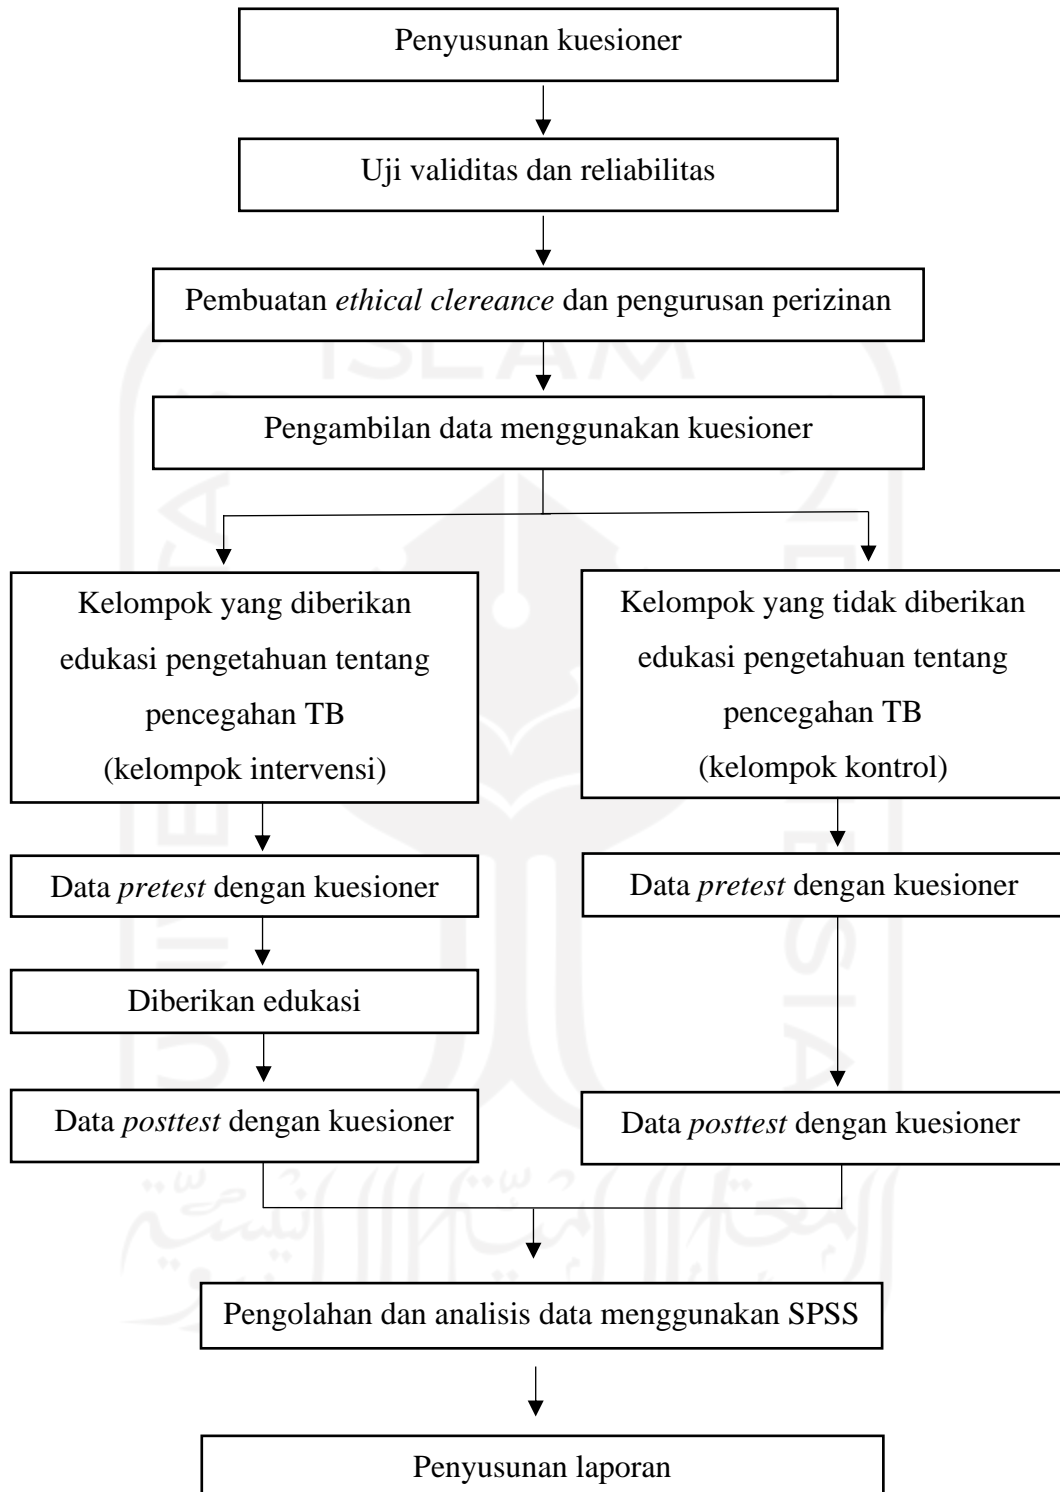 Penyusunan kuesioner
Uji validitas dan reliabilitas
Pembuatan ethical clereance dan pengurusan perizinan
ISLAM
Pengambilan data menggunakan kuesioner
Kelompok yang diberikan
edukasi pengetahuan tentang
pencegahan TB
(kelompok intervensi)
Kelompok yang tidak diberikan
edukasi pengetahuan tentang
pencegahan TB
(kelompok kontrol)
Data pretest dengan kuesioner
Data pretest dengan kuesioner
Diberikan edukasi
Data posttest dengan kuesioner
Data posttest dengan kuesioner
Pengolahan dan analisis data menggunakan SPSS
Penyusunan laporan